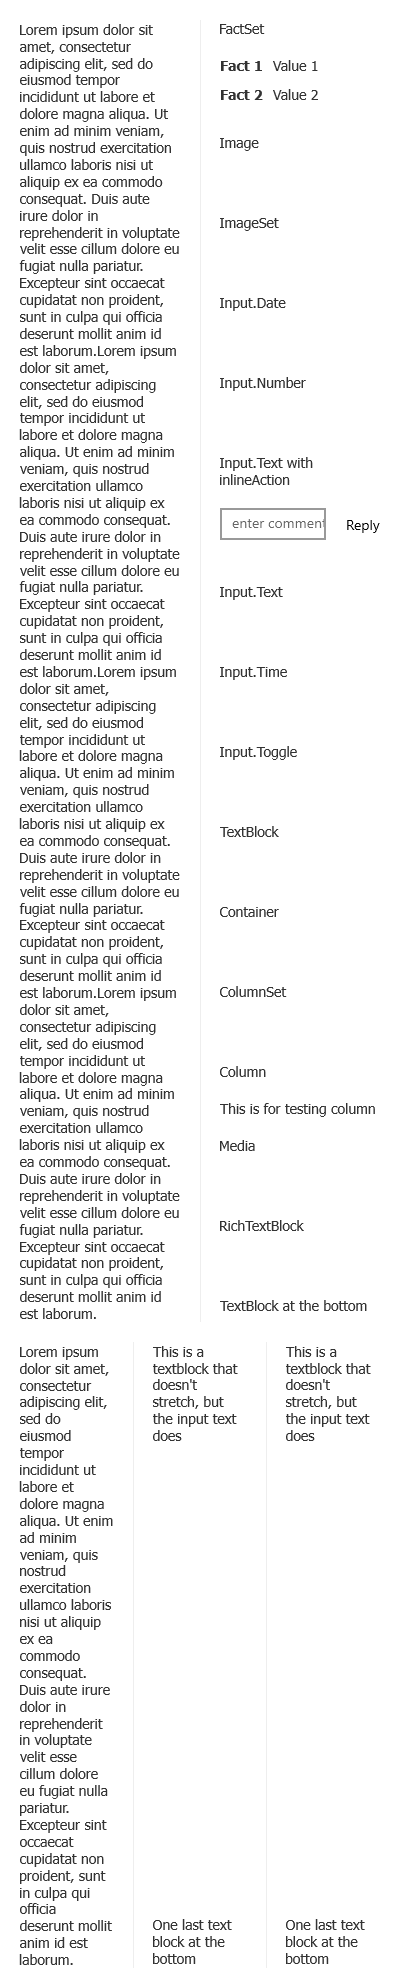 Lorem ipsum dolor sit
amet, consectetur
adipiscing elit, sed do
eiusmod tempor
incididunt ut labore et
dolore magna aliqua. Ut
enim ad minim veniam,
quis nostrud exercitation
ullamco laboris nisi ut
aliquip ex ea commodo
consequat. Duis aute
irure dolor in
reprehenderit in voluptate
velit esse cillum dolore eu
fugiat nulla pariatur.
Excepteur sint occaecat
cupidatat non proident,
sunt in culpa qui officia
deserunt mollit anim id
est laborum.Lorem ipsum
dolor sit amet,
consectetur adipiscing
elit, sed do eiusmod
tempor incididunt ut
labore et dolore magna
aliqua. Ut enim ad minim
veniam, quis nostrud
exercitation ullamco
laboris nisi ut aliquip ex
ea commodo consequat.
Duis aute irure dolor in
reprehenderit in voluptate
velit esse cillum dolore eu
fugiat nulla pariatur.
Excepteur sint occaecat
cupidatat non proident,
sunt in culpa qui officia
deserunt mollit anim id
est laborum.Lorem ipsum
dolor sit amet,
consectetur adipiscing
elit, sed do eiusmod
tempor incididunt ut
labore et dolore magna
aliqua. Ut enim ad minim
veniam, quis nostrud
exercitation ullamco
laboris nisi ut aliquip ex
ea commodo consequat.
Duis aute irure dolor in
reprehenderit in voluptate
velit esse cillum dolore eu
fugiat nulla pariatur.
Excepteur sint occaecat
cupidatat non proident,
sunt in culpa qui officia
deserunt mollit anim id
est laborum.Lorem ipsum
dolor sit amet,
consectetur adipiscing
elit, sed do eiusmod
tempor incididunt ut
labore et dolore magna
aliqua. Ut enim ad minim
veniam, quis nostrud
exercitation ullamco
laboris nisi ut aliquip ex
ea commodo consequat.
Duis aute irure dolor in
reprehenderit in voluptate
velit esse cillum dolore eu
fugiat nulla pariatur.
Excepteur sint occaecat
cupidatat non proident,
sunt in culpa qui officia
deserunt mollit anim id
est laborum.
FactSet
Fact 1 Value 1
Fact 2 Value 2
Image
ImageSet
Input.Date
Input.Number
Input.Text with
inlineAction
enter comment Reply
Input.Text
Input.Time
Input.Toggle
TextBlock
Container
ColumnSet
Column
This is for testing column
Media
RichTextBlock
TextBlock at the bottom
Lorem ipsum
dolor sit amet,
consectetur
adipiscing elit,
sed do
eiusmod
tempor
incididunt ut
labore et
dolore magna
aliqua. Ut enim
ad minim
veniam, quis
nostrud
exercitation
ullamco laboris
nisi ut aliquip
ex ea
commodo
consequat.
Duis aute irure
dolor in
reprehenderit
in voluptate
velit esse
cillum dolore
eu fugiat nulla
pariatur.
Excepteur sint
occaecat
cupidatat non
proident, sunt
in culpa qui
officia
deserunt mollit
anim id est
laborum.
This is a
textblock that
doesn't
stretch, but
the input text
does
One last text
block at the
bottom
This is a
textblock that
doesn't
stretch, but
the input text
does
One last text
block at the
bottom